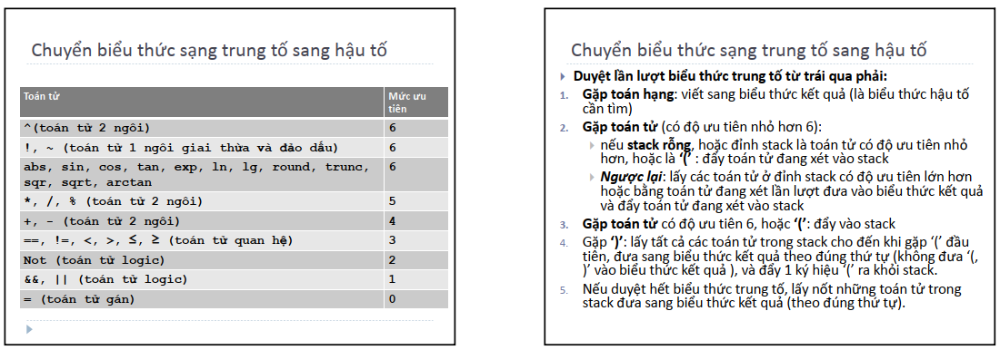 Chuyển biểu thức sạng trung tố sang hậu tố
Toán tử Mức ưu
tiên
^(toán tử 2 ngôi) 6
!, ~ (toán tử 1 ngôi giai thừa và đảo dấu) 6
abs, sin, cos, tan, exp, ln, lg, round, trunc, 6
sqr, sqrt, arctan
*, /, % (toán tử 2 ngôi) 5
+, - (toán tử 2 ngôi) 4
==, !=, <, >, ≤, ≥ (toán tử quan hệ) 3
Not (toán tử logic) 2
&&, || (toán tử logic) 1
= (toán tử gán) 0
Chuyển biểu thức sạng trung tố sang hậu tố
Duyệt lần lượt biểu thức trung tố từ trái qua phải:
1. Gặp toán hạng: viết sang biểu thức kết quả (là biểu thức hậu tố
cần tìm)
2. Gặp toán tử (có độ ưu tiên nhỏ hơn 6):
nếu stack rỗng, hoặc đỉnh stack là toán tử có độ ưu tiên nhỏ
hơn, hoặc là ‘(’ : đẩy toán tử đang xét vào stack
Ngược lại: lấy các toán tử ở đỉnh stack có độ ưu tiên lớn hơn
hoặc bằng toán tử đang xét lần lượt đưa vào biểu thức kết quả
và đẩy toán tử đang xét vào stack
3. Gặp toán tử có độ ưu tiên 6, hoặc ‘(’: đẩy vào stack
4. Gặp ‘)’: lấy tất cả các toán tử trong stack cho đến khi gặp ‘(’ đầu
tiên, đưa sang biểu thức kết quả theo đúng thứ tự (không đưa ‘(,
)’ vào biểu thức kết quả ), và đẩy 1 ký hiệu ‘(’ ra khỏi stack.
5. Nếu duyệt hết biểu thức trung tố, lấy nốt những toán tử trong
stack đưa sang biểu thức kết quả (theo đúng thứ tự).